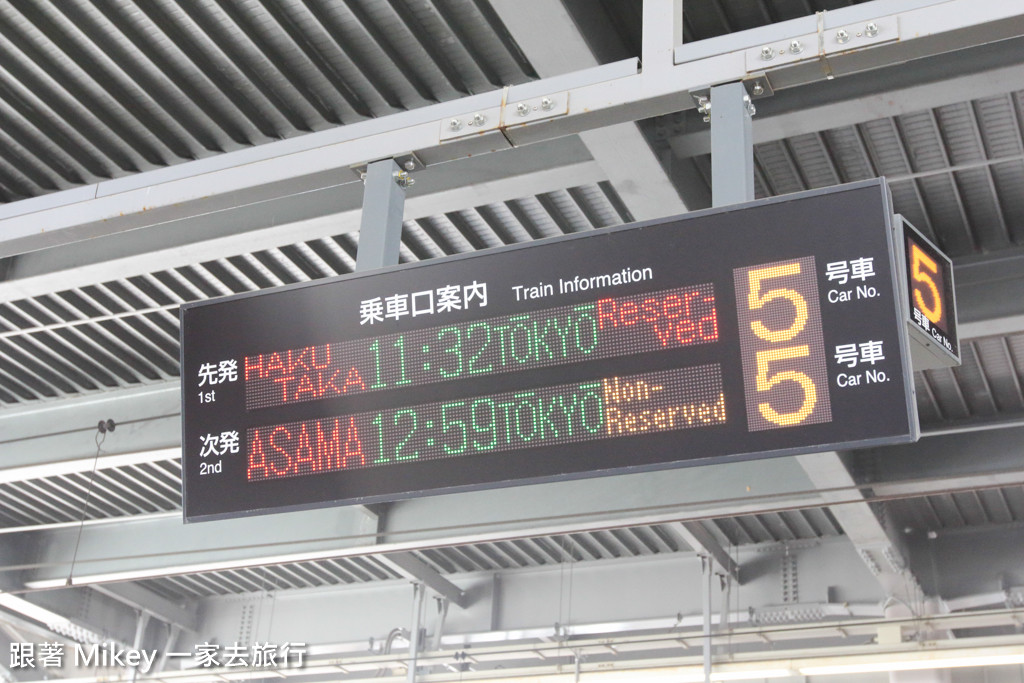 乗車口案内 Train Information
先発
1st
HAKU
TAKA
11:32
TŌKYŌ
Reser-
ved
5
号車
Car No.
次発
2nd
ASAMA
12:59
TŌKYŌ
Non-
Reserved
5
号車
Car No.
5
号車 Car No.
跟著 Mikey 一家去旅行